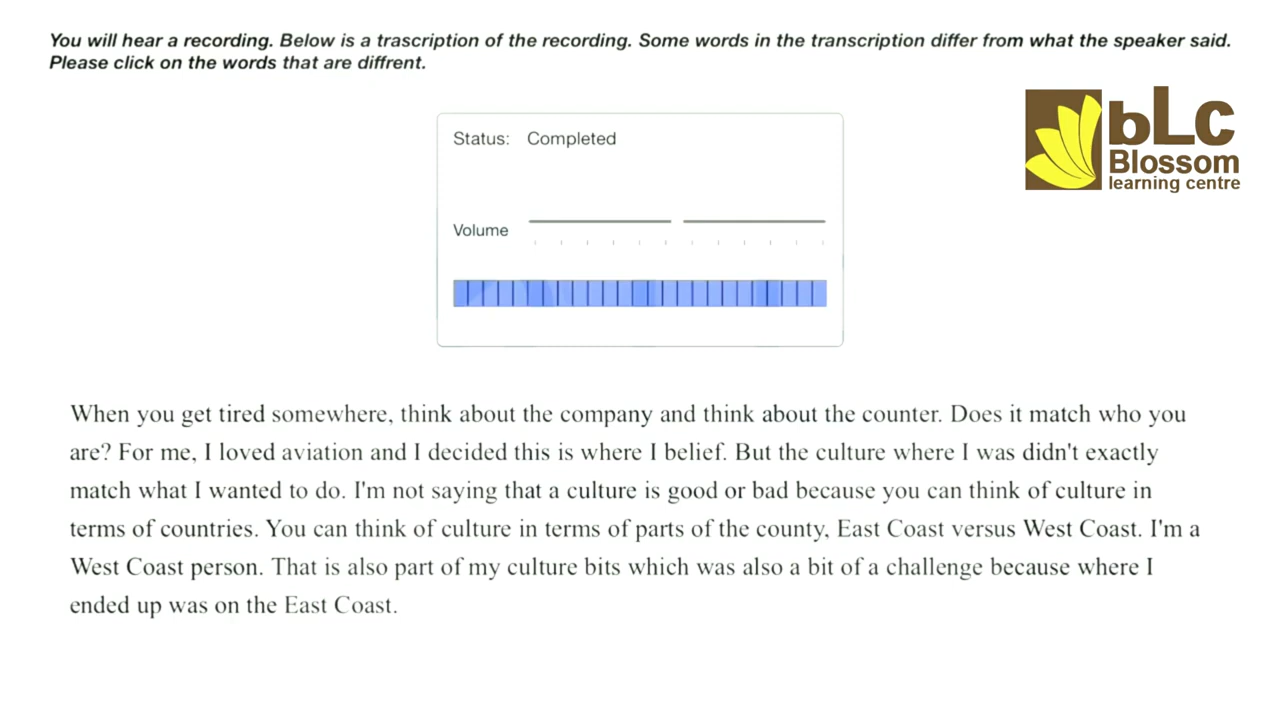 You will hear a recording. Below is a trascription of the recording. Some words in the transcription differ from what the speaker said.
Please click on the words that are diffrent.
bLc
Blossom
learning centre
Status: Completed
Volume
When you get tired somewhere, think about the company and think about the counter. Does it match who you
are? For me, I loved aviation and I decided this is where I belief. But the culture where I was didn't exactly
match what I wanted to do. I'm not saying that a culture is good or bad because you can think of culture in
terms of countries. You can think of culture in terms of parts of the county, East Coast versus West Coast. I'm a
West Coast person. That is also part of my culture bits which was also a bit of a challenge because where I
ended up was on the East Coast.